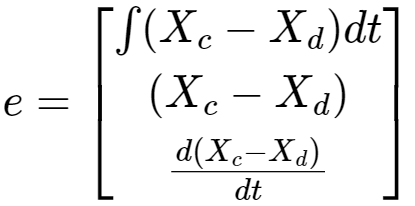 e = [ ∫(X_c − X_d)dt
(X_c − X_d)
d(X_c−X_d)/dt ]